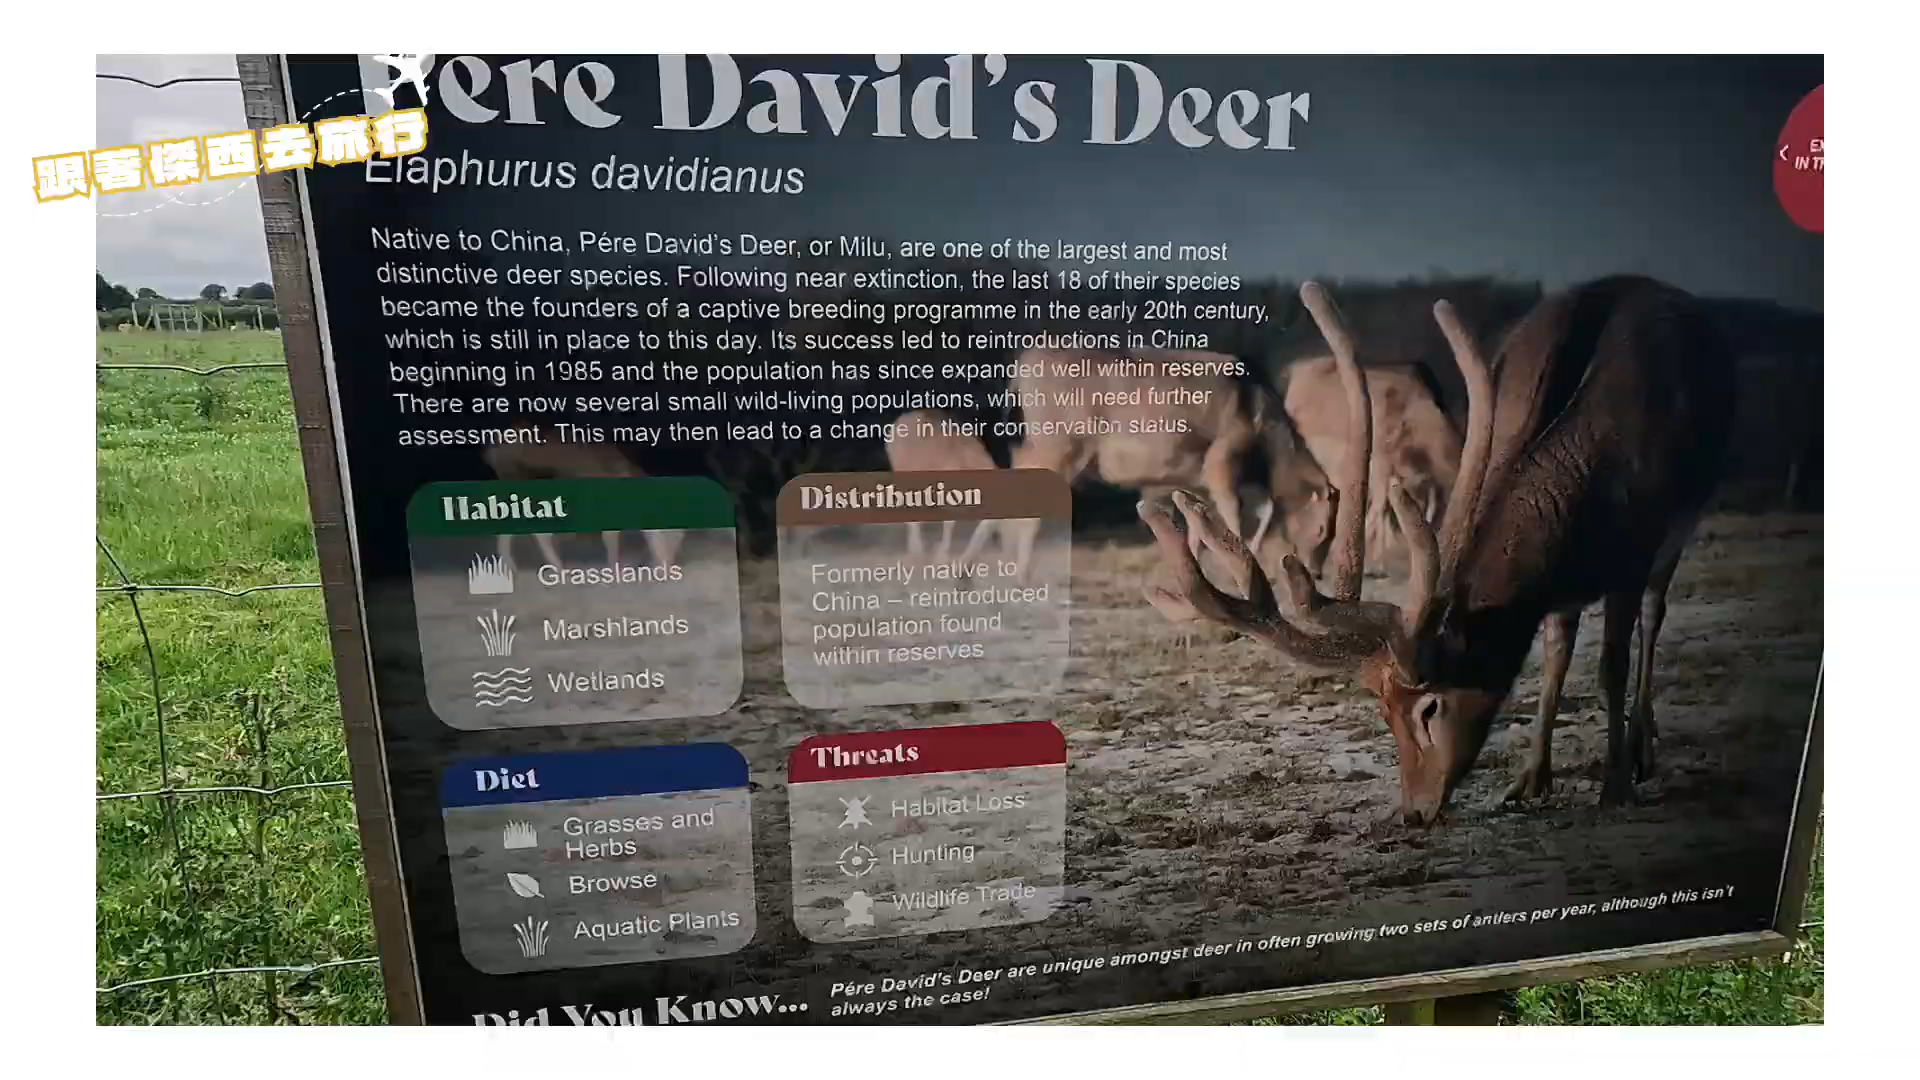 Pere David's Deer
跟著傑西去旅行
Elaphurus davidianus
Native to China, Pére David's Deer, or Milu, are one of the largest and most
distinctive deer species. Following near extinction, the last 18 of their species
became the founders of a captive breeding programme in the early 20th century,
which is still in place to this day. Its success led to reintroductions in China
beginning in 1985 and the population has since expanded well within reserves.
There are now several small wild-living populations, which will need further
assessment. This may then lead to a change in their conservation status.
Habitat
Grasslands
Marshlands
Wetlands
Distribution
Formerly native to
China – reintroduced
population found
within reserves
Diet
Grasses and
Herbs
Browse
Aquatic Plants
Threats
Habitat Loss
Hunting
Wildlife Trade
Did You Know...
Pére David's Deer are unique amongst deer in often growing two sets of antlers per year, although this isn't
always the case!